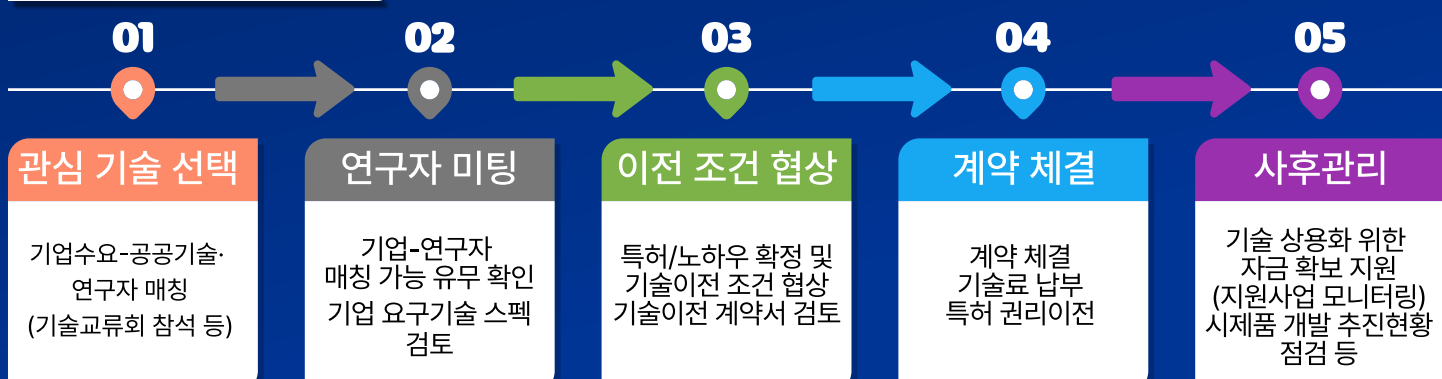 01
02
03
04
05
관심 기술 선택
기업수요-공공기술·
연구자 매칭
(기술교류회 참석 등)
연구자 미팅
기업-연구자
매칭 가능 유무 확인
기업 요구기술 스펙
검토
이전 조건 협상
특허/노하우 확정 및
기술이전 조건 협상
기술이전 계약서 검토
계약 체결
계약 체결
기술료 납부
특허 권리이전
사후관리
기술 상용화 위한
자금 확보 지원
(지원사업 모니터링)
시제품 개발 추진현황
점검 등